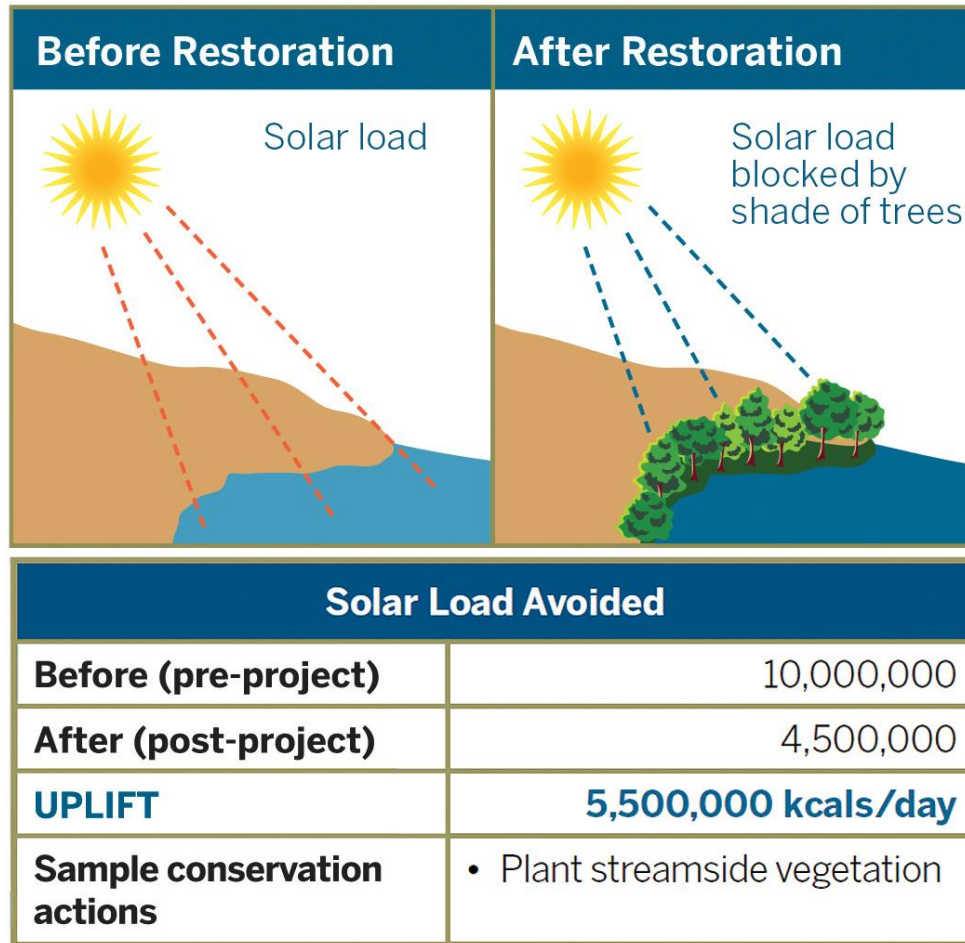 Before Restoration
Solar load
After Restoration
Solar load
blocked by
shade of trees
Solar Load Avoided
Before (pre-project) 10,000,000
After (post-project) 4,500,000
UPLIFT 5,500,000 kcals/day
Sample conservation
actions
• Plant streamside vegetation